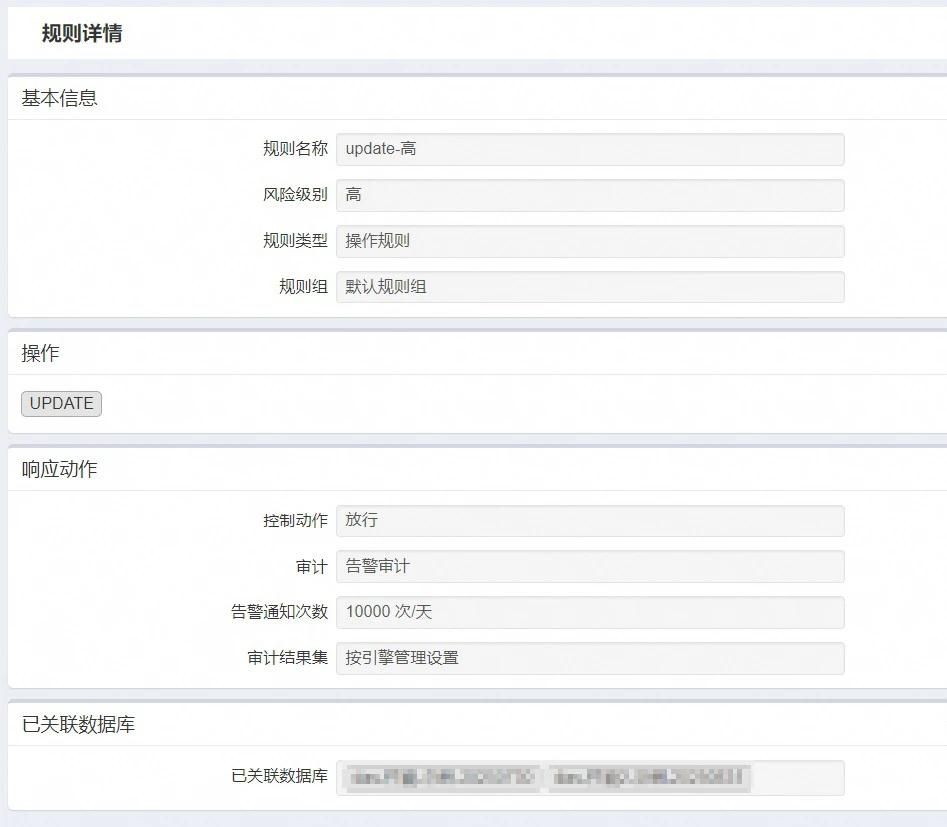 规则详情
基本信息
规则名称 update-高
风险级别 高
规则类型 操作规则
规则组 默认规则组
操作
UPDATE
响应动作
控制动作 放行
审计 告警审计
告警通知次数 10000 次/天
审计结果集 按引擎管理设置
已关联数据库
已关联数据库